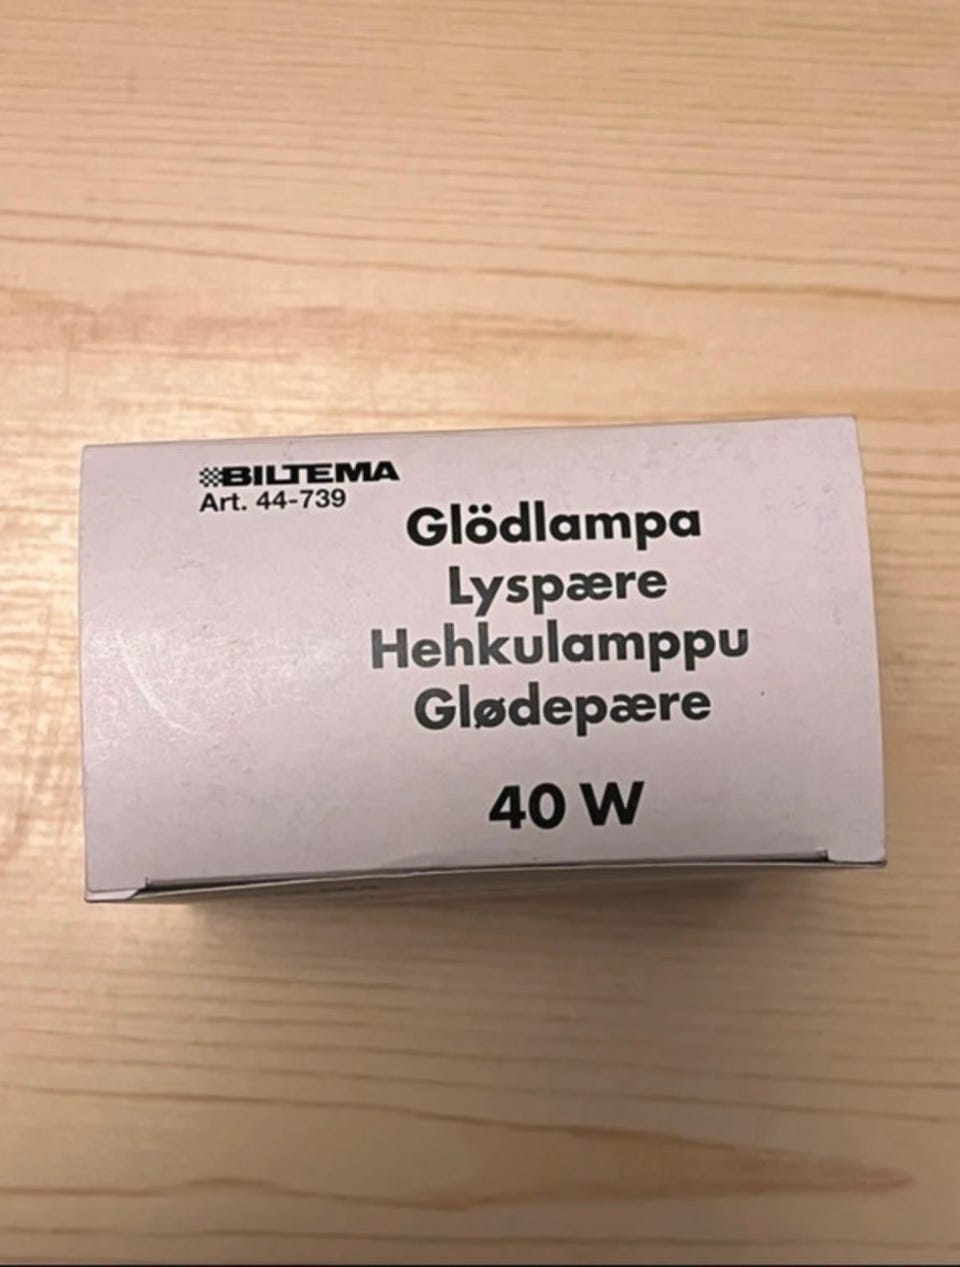 BILTEMA
Art. 44-739
Glödlampa
Lyspære
Hehkulamppu
Glødepære
40 W